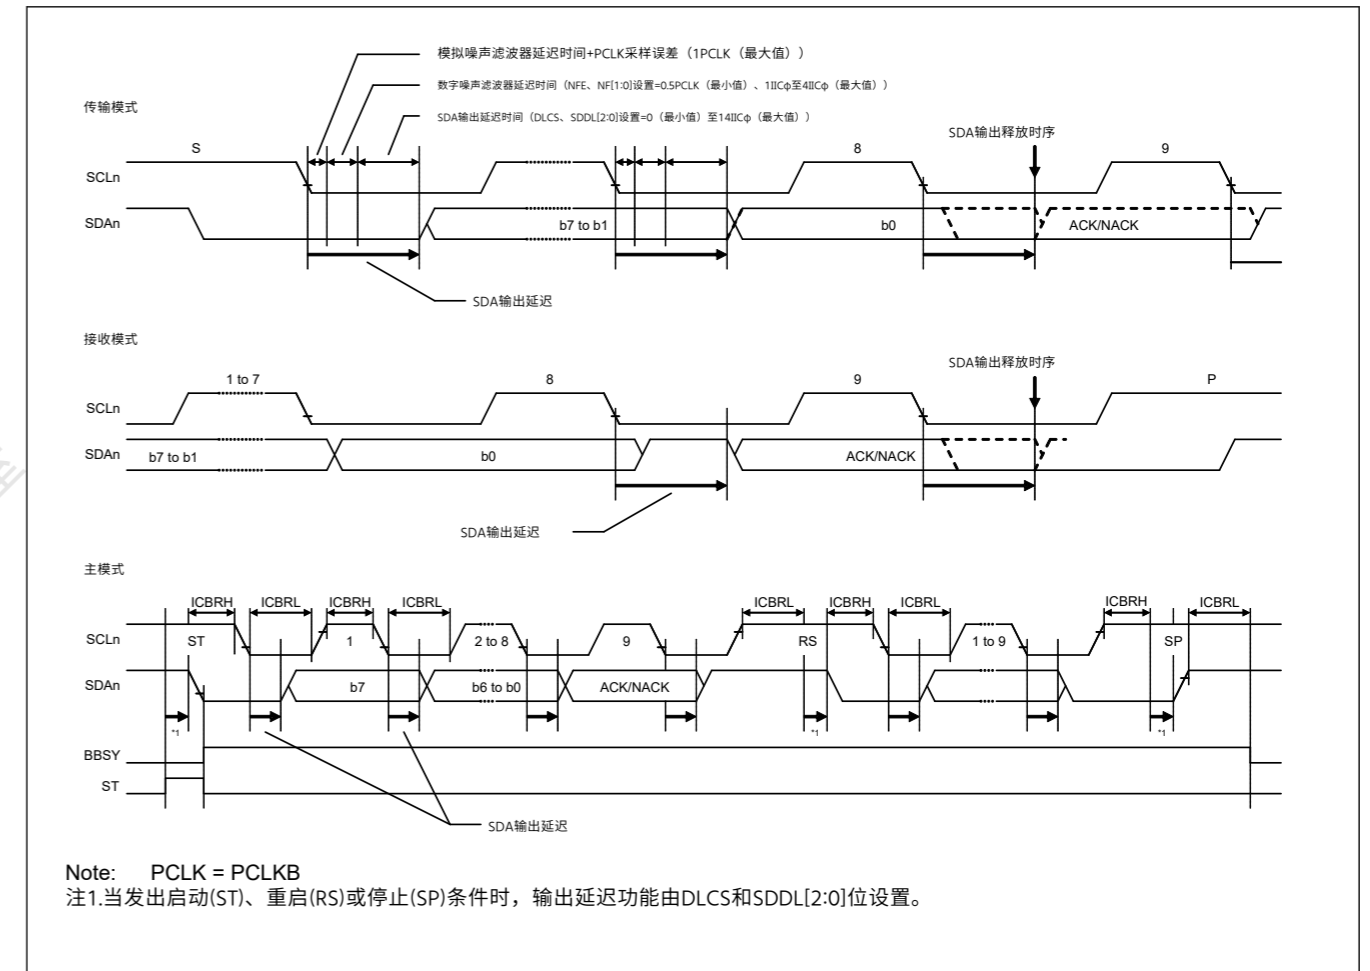 模拟噪声滤波器延迟时间+PCLK采样误差（1PCLK（最大值））
数字噪声滤波器延迟时间（NFE、NF[1:0]设置=0.5PCLK（最小值）、1IICφ至4IICφ（最大值））
传输模式
SDA输出延迟时间（DLCS、SDDL[2:0]设置=0（最小值）至14IICφ（最大值））
SDA输出释放时序
S 8 9
SCLn
SDAn b7 to b1 b0 ACK/NACK
SDA输出延迟
接收模式
SDA输出释放时序
1 to 7 8 9 P
SCLn
SDAn b7 to b1 b0 ACK/NACK
SDA输出延迟
主模式
ICBRH ICBRL ICBRH ICBRL ICBRL ICBRH ICBRL ICBRH ICBRL
SCLn ST 1 2 to 8 9 RS 1 to 9 SP
SDAn b7 b6 to b0 ACK/NACK
*1 *1 *1
BBSY
ST
SDA输出延迟
Note: PCLK = PCLKB
注1.当发出启动(ST)、重启(RS)或停止(SP)条件时，输出延迟功能由DLCS和SDDL[2:0]位设置。